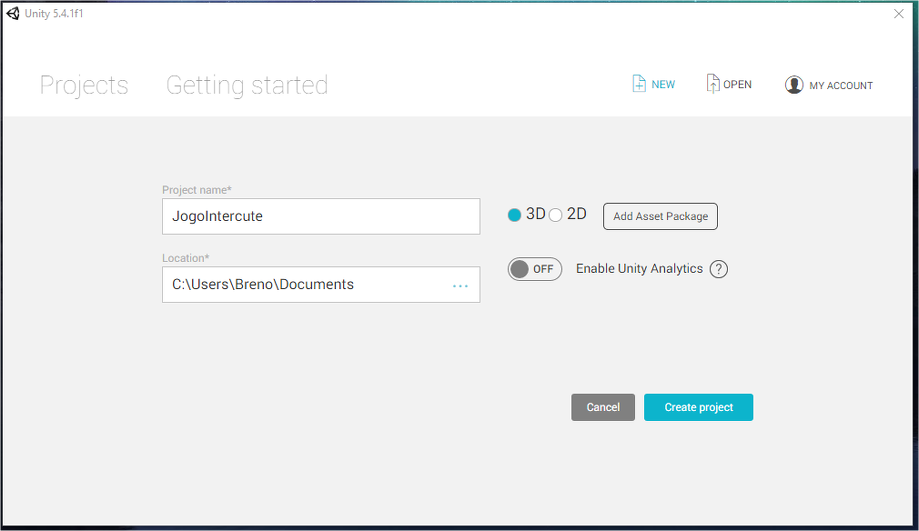 Unity 5.4.1f1
Projects Getting started NEW OPEN MY ACCOUNT
Project name*
JogoIntercute 3D 2D Add Asset Package
Location*
C:\Users\Breno\Documents ... OFF Enable Unity Analytics ?
Cancel Create project